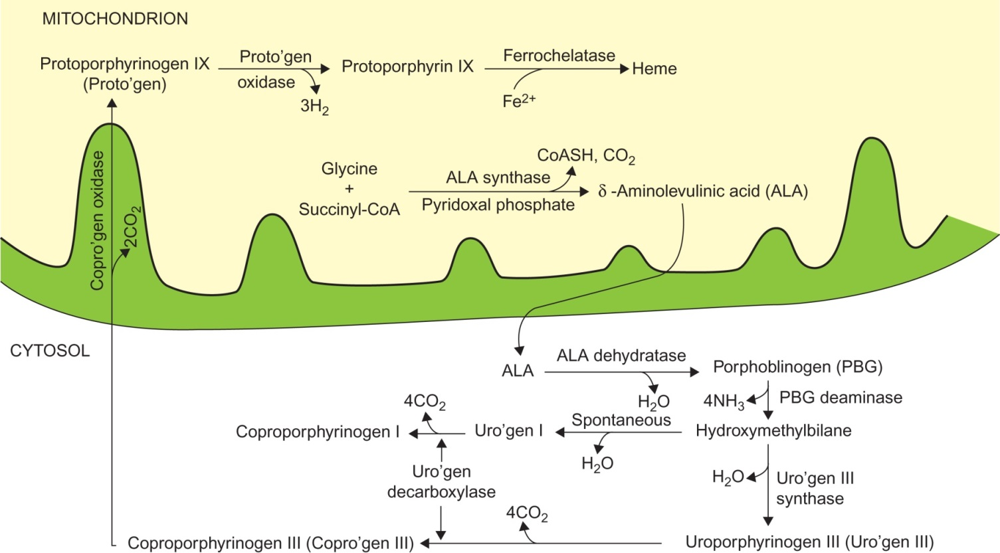 MITOCHONDRION
Protoporphyrinogen IX
(Proto’gen)
Proto’gen
oxidase
3H2
Protoporphyrin IX
Ferrochelatase
Fe2+
Heme
Copro’gen oxidase
2CO2
Glycine
+
Succinyl-CoA
ALA synthase
Pyridoxal phosphate
CoASH, CO2
δ -Aminolevulinic acid (ALA)
CYTOSOL
ALA
ALA dehydratase
H2O
Porphoblinogen (PBG)
4NH3
PBG deaminase
Hydroxymethylbilane
Spontaneous
H2O
Uro’gen I
4CO2
Coproporphyrinogen I
Uro’gen
decarboxylase
H2O
Uro’gen III
synthase
Uroporphyrinogen III (Uro’gen III)
4CO2
Coproporphyrinogen III (Copro’gen III)